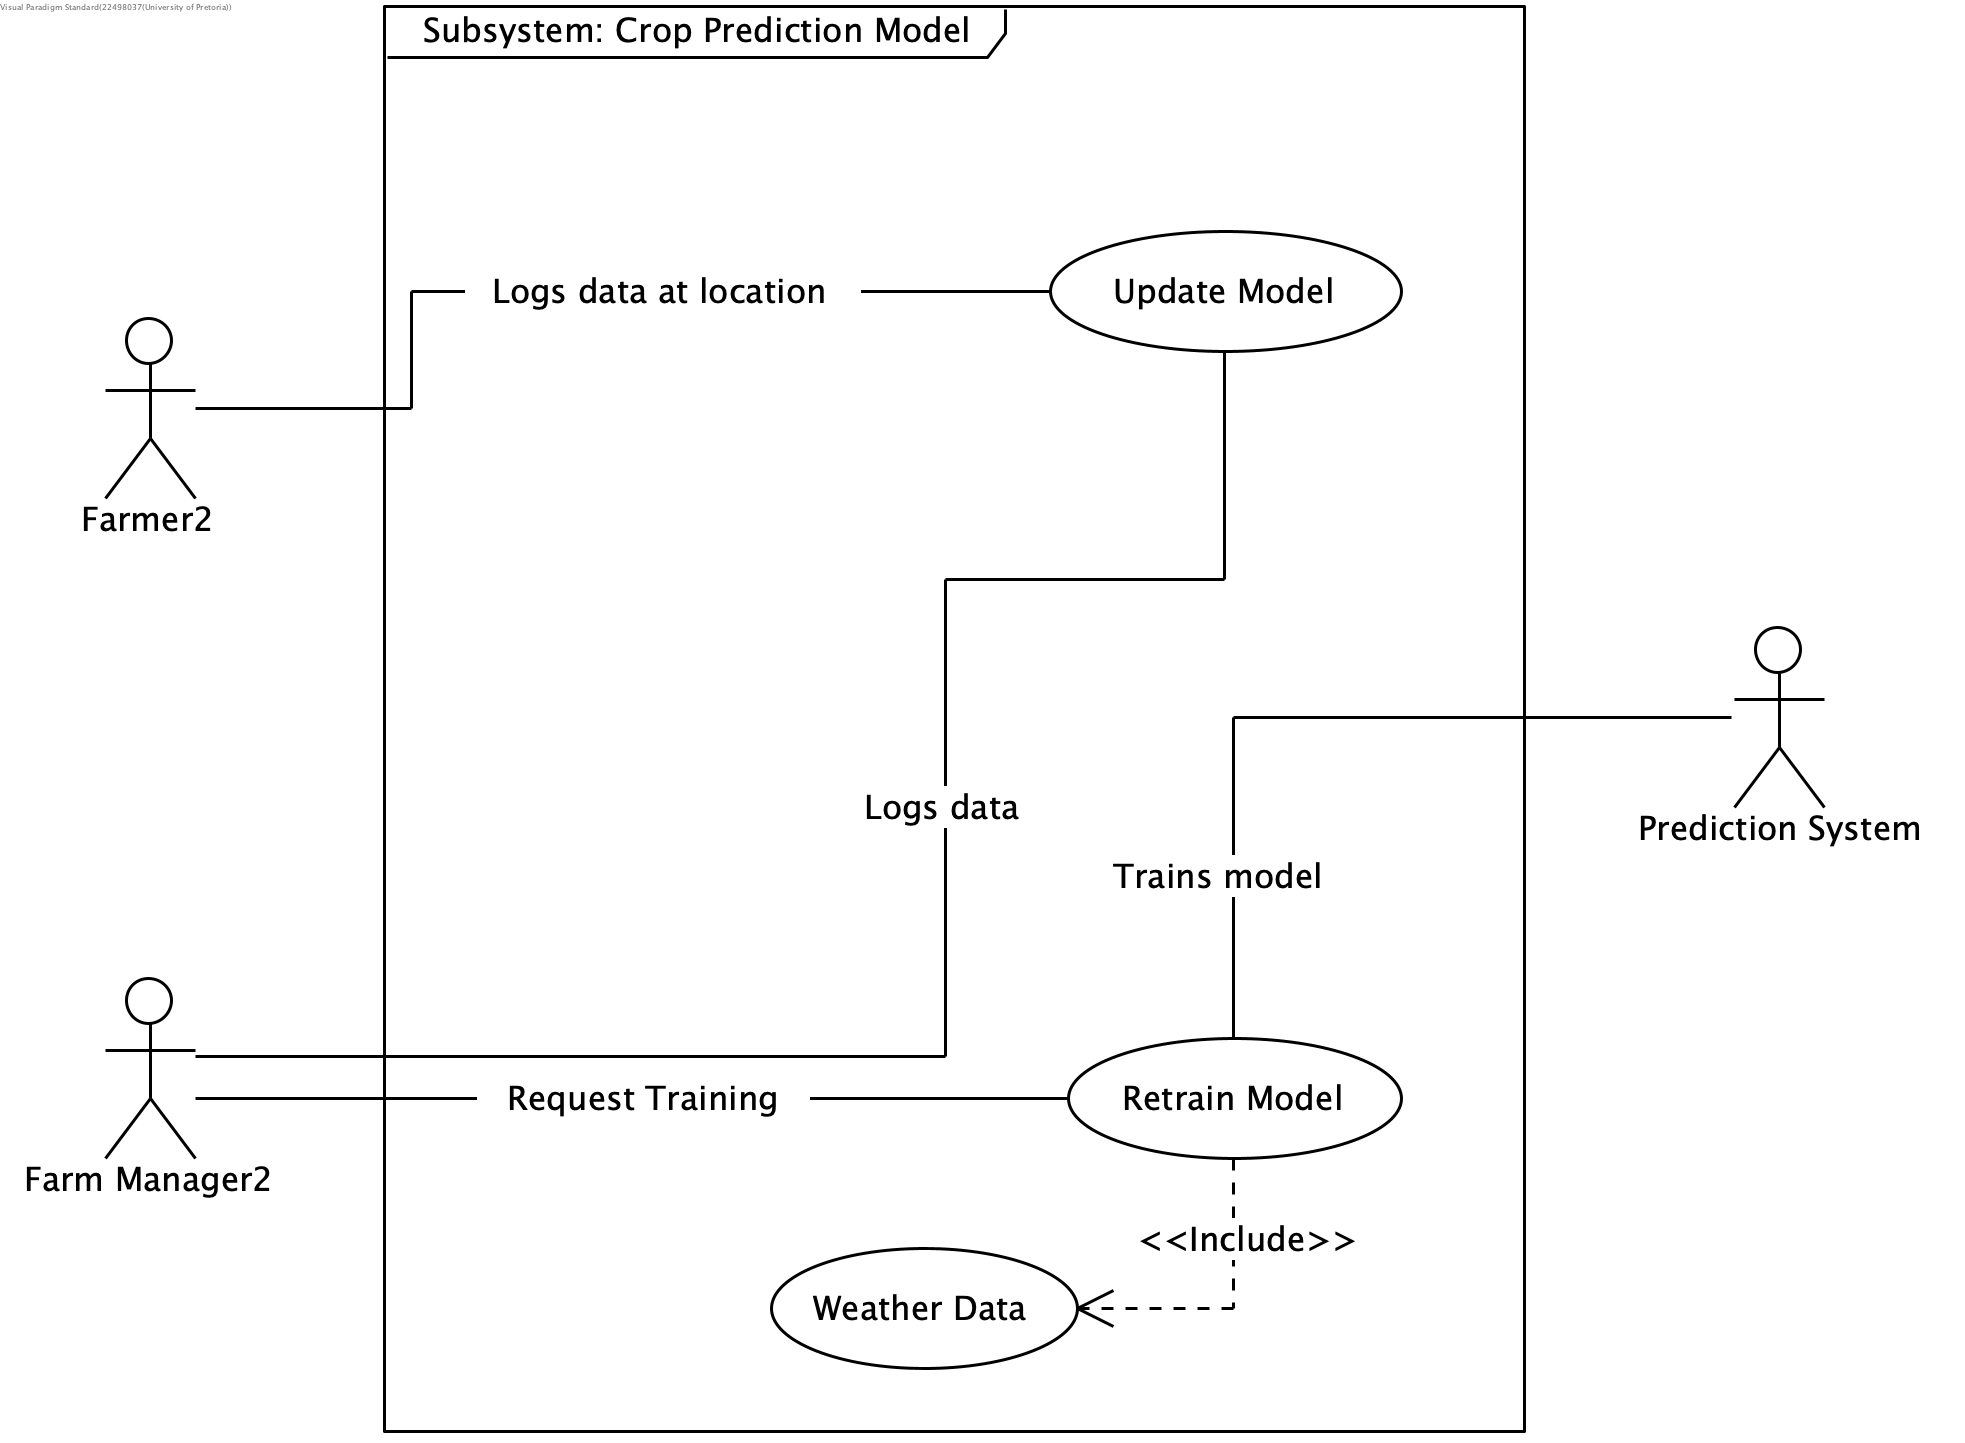 Visual Paradigm Standard(22498037(University of Pretoria))
Subsystem: Crop Prediction Model
Logs data at location
Update Model
Farmer2
Logs data
Prediction System
Trains model
Request Training
Retrain Model
Farm Manager2
<<Include>>
Weather Data